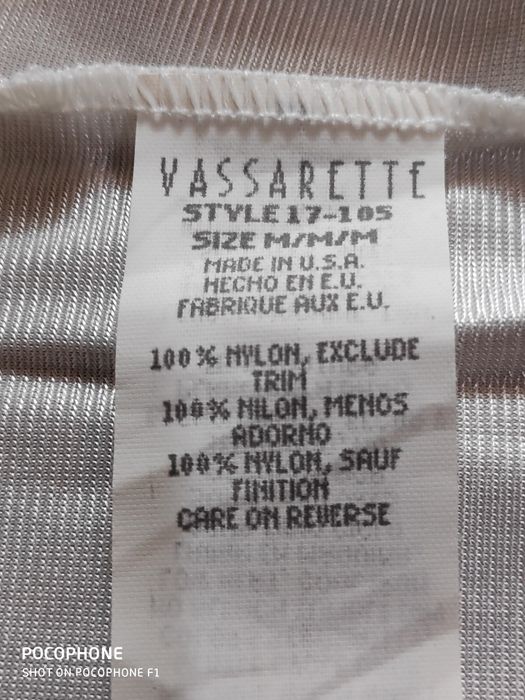 VASSARETTE
STYLE 17-105
SIZE M/M/M
MADE IN U.S.A.
HECHO EN E.U.
FABRIQUE AUX E.U.
100% NYLON, EXCLUDE
TRIM
100% NILON, MENOS
ADORNO
100% NYLON, SAUF
FINITION
CARE ON REVERSE
POCOPHONE
SHOT ON POCOPHONE F1